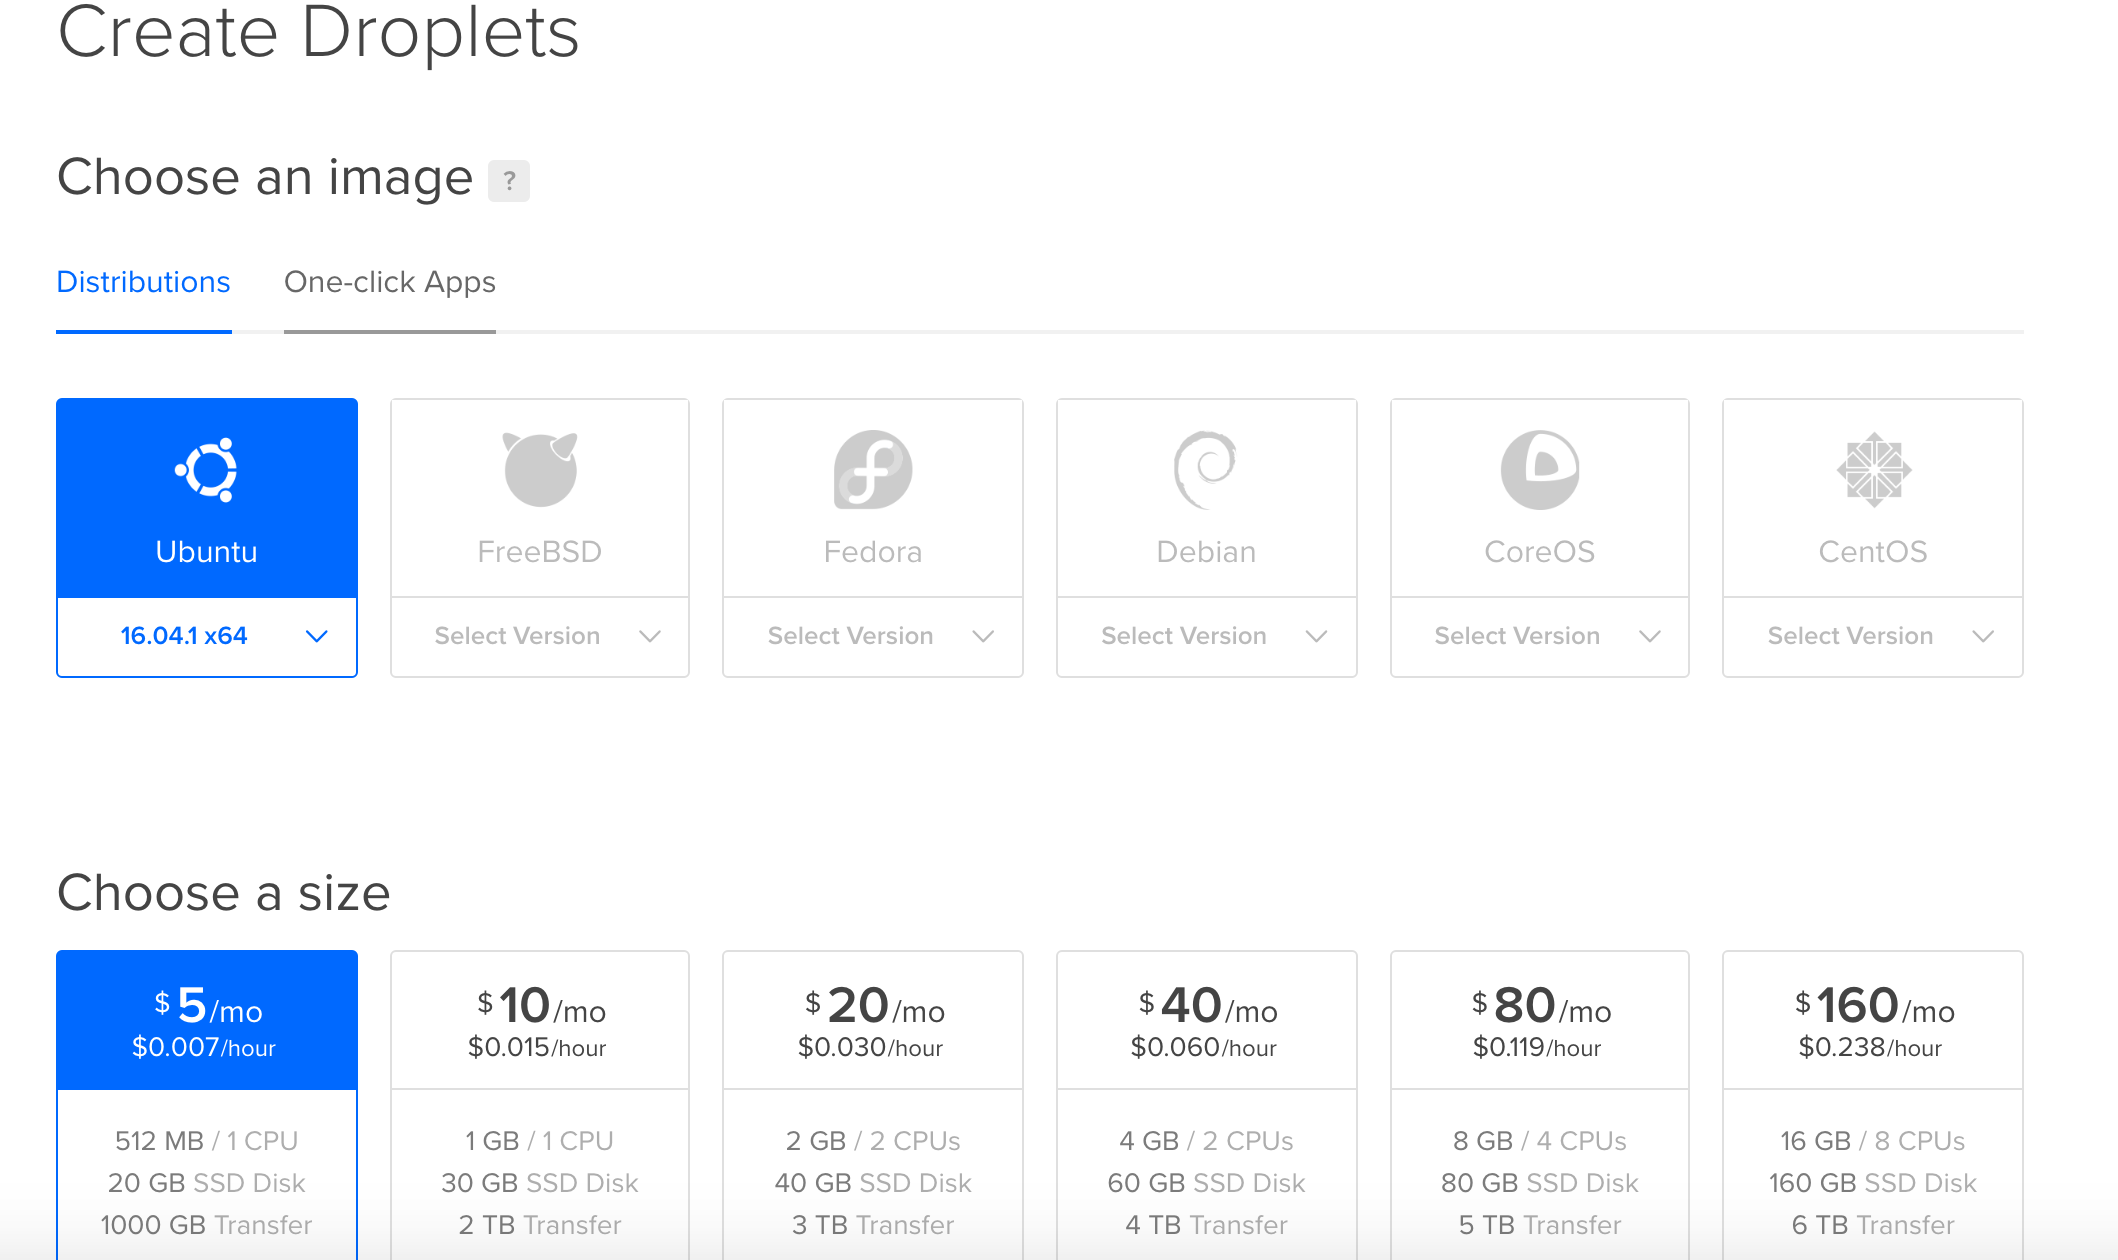 Create Droplets
Choose an image ?
Distributions One-click Apps
Ubuntu FreeBSD Fedora Debian CoreOS CentOS
16.04.1 x64 Select Version Select Version Select Version Select Version Select Version
Choose a size
$5/mo $10/mo $20/mo $40/mo $80/mo $160/mo
$0.007/hour $0.015/hour $0.030/hour $0.060/hour $0.119/hour $0.238/hour
512 MB / 1 CPU 1 GB / 1 CPU 2 GB / 2 CPUs 4 GB / 2 CPUs 8 GB / 4 CPUs 16 GB / 8 CPUs
20 GB SSD Disk 30 GB SSD Disk 40 GB SSD Disk 60 GB SSD Disk 80 GB SSD Disk 160 GB SSD Disk
1000 GB Transfer 2 TB Transfer 3 TB Transfer 4 TB Transfer 5 TB Transfer 6 TB Transfer